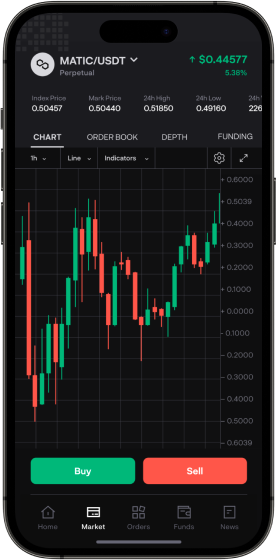 MATIC/USDT
↑ $0.44577
Perpetual
5.38%
Index Price Mark Price 24h High 24h Low
0.50457 0.50440 0.51850 0.49160 226
CHART ORDER BOOK DEPTH FUNDING
1h Line Indicators
+ 0.6000
+ 0.5039
+ 0.4000
+ 0.3000
+ 0.2000
+ 0.1000
+ 0.0000
- 0.1000
- 0.2000
- 0.3000
- 0.4000
- 0.5000
- 0.6039
Buy Sell
Home Market Orders Funds News